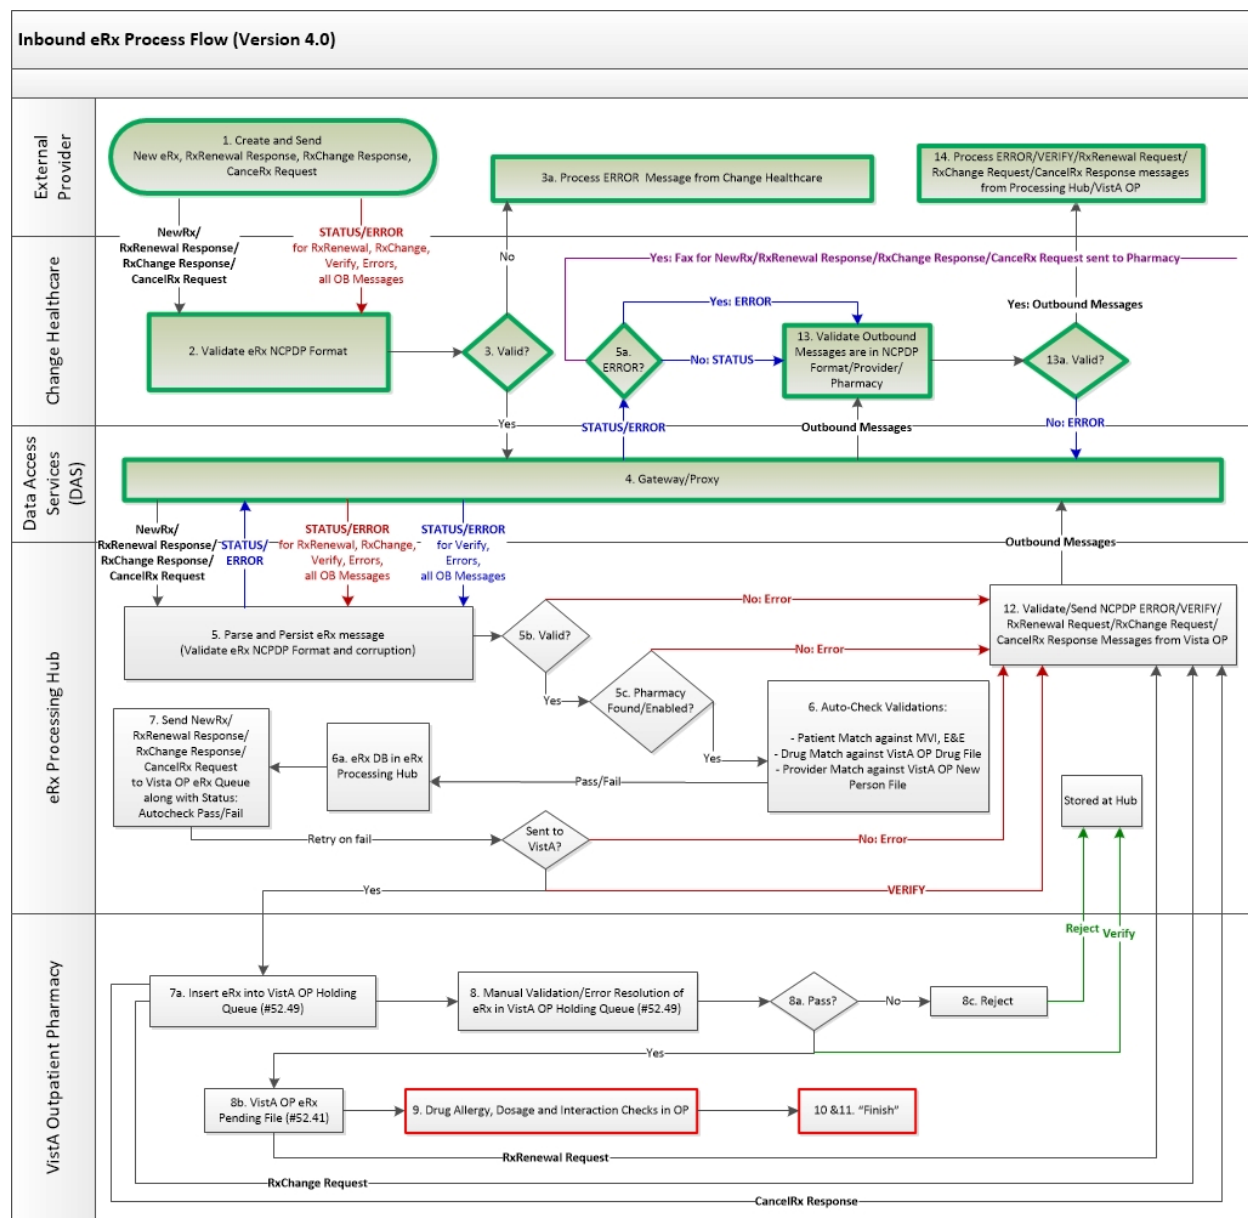 Inbound eRx Process Flow (Version 4.0)
External
Provider
1. Create and Send
New eRx, RxRenewal Response, RxChange Response,
CanceRx Request
3a. Process ERROR  Message from Change Healthcare
14. Process ERROR/VERIFY/RxRenewal Request/
RxChange Request/CancelRx Response messages
from Processing Hub/VistA OP
NewRx/
RxRenewal Response/
RxChange Response/
CancelRx Request
STATUS/ERROR
for RxRenewal, RxChange,
Verify, Errors,
all OB Messages
No
Change Healthcare
Yes: Fax for NewRx/RxRenewal Response/RxChange Response/CanceRx Request sent to Pharmacy
Yes: ERROR
Yes: Outbound Messages
2. Validate eRx NCPDP Format
3. Valid?
5a.
ERROR?
No: STATUS
13. Validate Outbound
Messages are in NCPDP
Format/Provider/
Pharmacy
13a. Valid?
Yes
STATUS/ERROR
Outbound Messages
No: ERROR
Data Access
Services
(DAS)
4. Gateway/Proxy
NewRx/
RxRenewal Response/
RxChange Response/
CancelRx Request
STATUS/
ERROR
STATUS/ERROR
for RxRenewal, RxChange,
Verify, Errors,
all OB Messages
STATUS/ERROR
for Verify,
Errors,
all OB Messages
Outbound Messages
eRx Processing Hub
5. Parse and Persist eRx message
(Validate eRx NCPDP Format and corruption)
5b. Valid?
No: Error
12. Validate/Send NCPDP ERROR/VERIFY/
RxRenewal Request/RxChange Request/
CancelRx Response Messages from Vista OP
No: Error
Yes
5c. Pharmacy
Found/Enabled?
Yes
6. Auto-Check Validations:
- Patient Match against MVI, E&E
- Drug Match against VistA OP Drug File
- Provider Match against VistA OP New
Person File
7. Send NewRx/
RxRenewal Response/
RxChange Response/
CancelRx Request
to Vista OP eRx Queue
along with Status:
Autocheck Pass/Fail
6a. eRx DB in eRx
Processing Hub
Pass/Fail
Stored at Hub
Retry on fail
Sent to
VistA?
No: Error
Yes
VERIFY
VistA Outpatient Pharmacy
Reject
Verify
7a. Insert eRx into VistA OP Holding
Queue (#52.49)
8. Manual Validation/Error Resolution of
eRx in VistA OP Holding Queue (#52.49)
8a. Pass?
No
8c. Reject
Yes
8b. VistA OP eRx
Pending File (#52.41)
9. Drug Allergy, Dosage and Interaction Checks in OP
10 &11. “Finish”
RxRenewal Request
RxChange Request
CancelRx Response